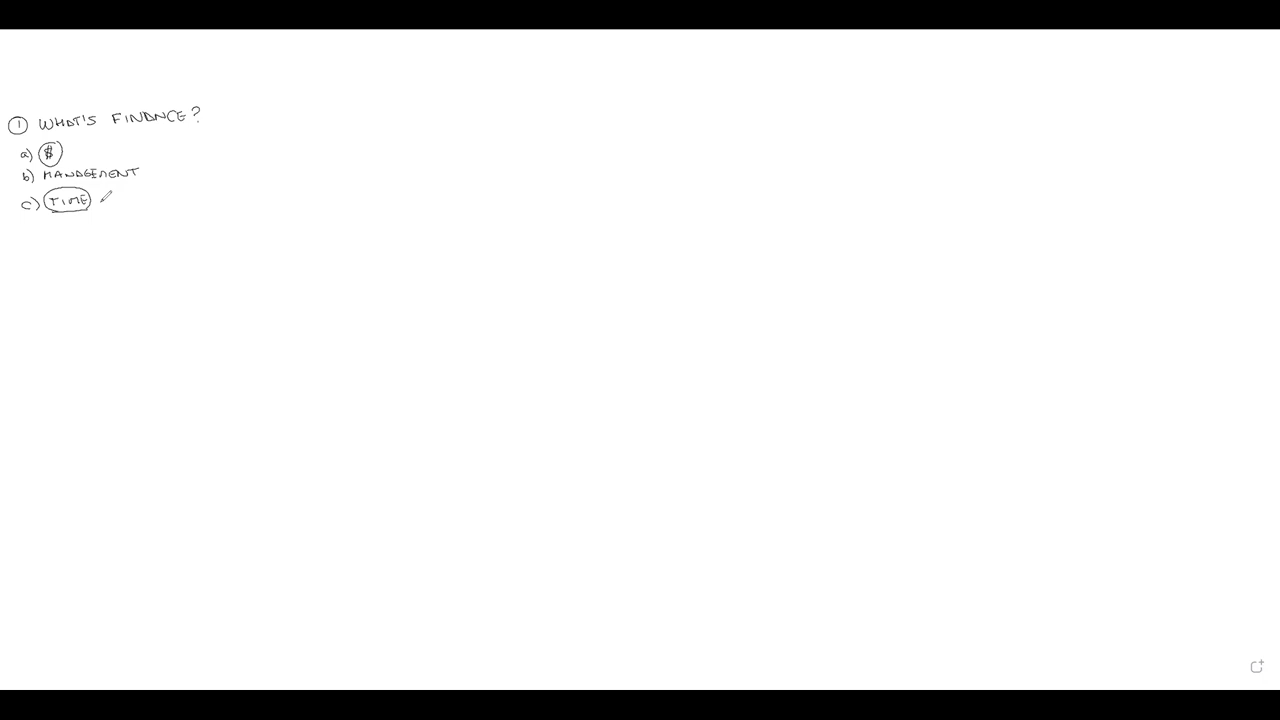 ① WHAT'S FINANCE?
a) $
b) MANAGEMENT
c) TIME